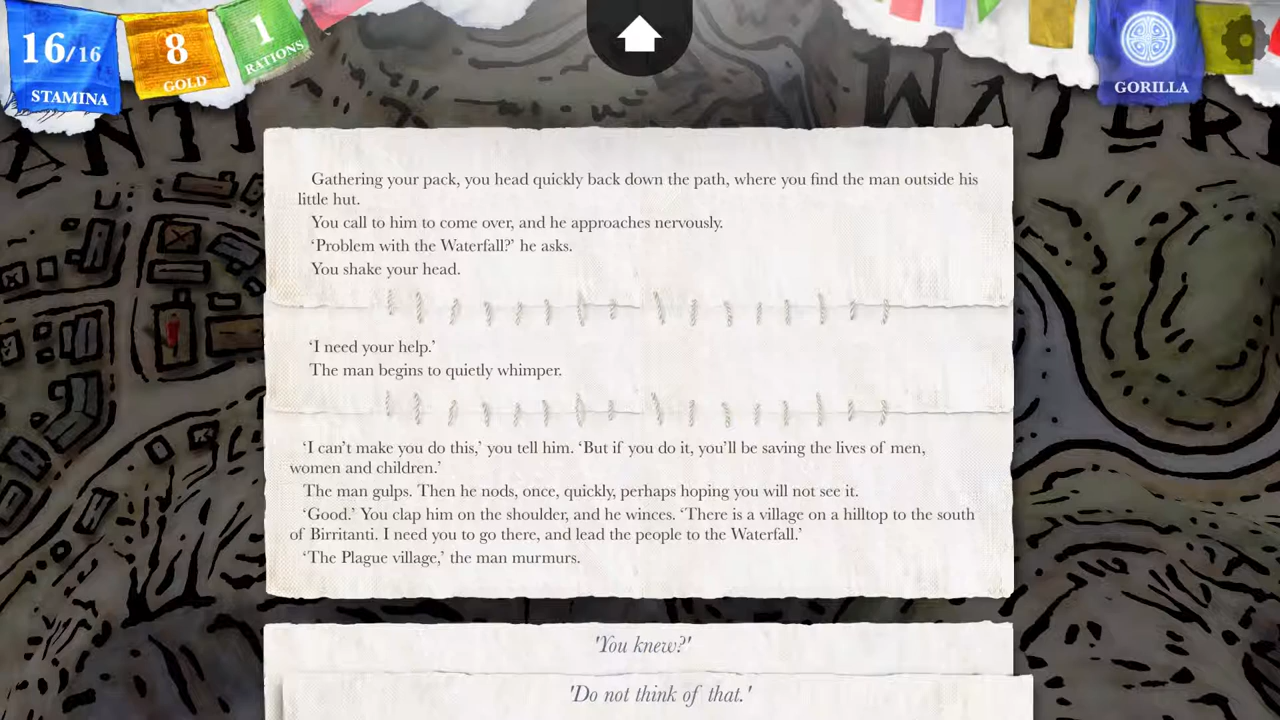 16/16
STAMINA
8
GOLD
1
RATIONS
GORILLA
ANTI
WATER
Gathering your pack, you head quickly back down the path, where you find the man outside his
little hut.
You call to him to come over, and he approaches nervously.
‘Problem with the Waterfall?’ he asks.
You shake your head.
‘I need your help.’
The man begins to quietly whimper.
‘I can’t make you do this,’ you tell him. ‘But if you do it, you’ll be saving the lives of men,
women and children.’
The man gulps. Then he nods, once, quickly, perhaps hoping you will not see it.
‘Good.’ You clap him on the shoulder, and he winces. ‘There is a village on a hilltop to the south
of Birritanti. I need you to go there, and lead the people to the Waterfall.’
‘The Plague village,’ the man murmurs.
'You knew?'
'Do not think of that.'